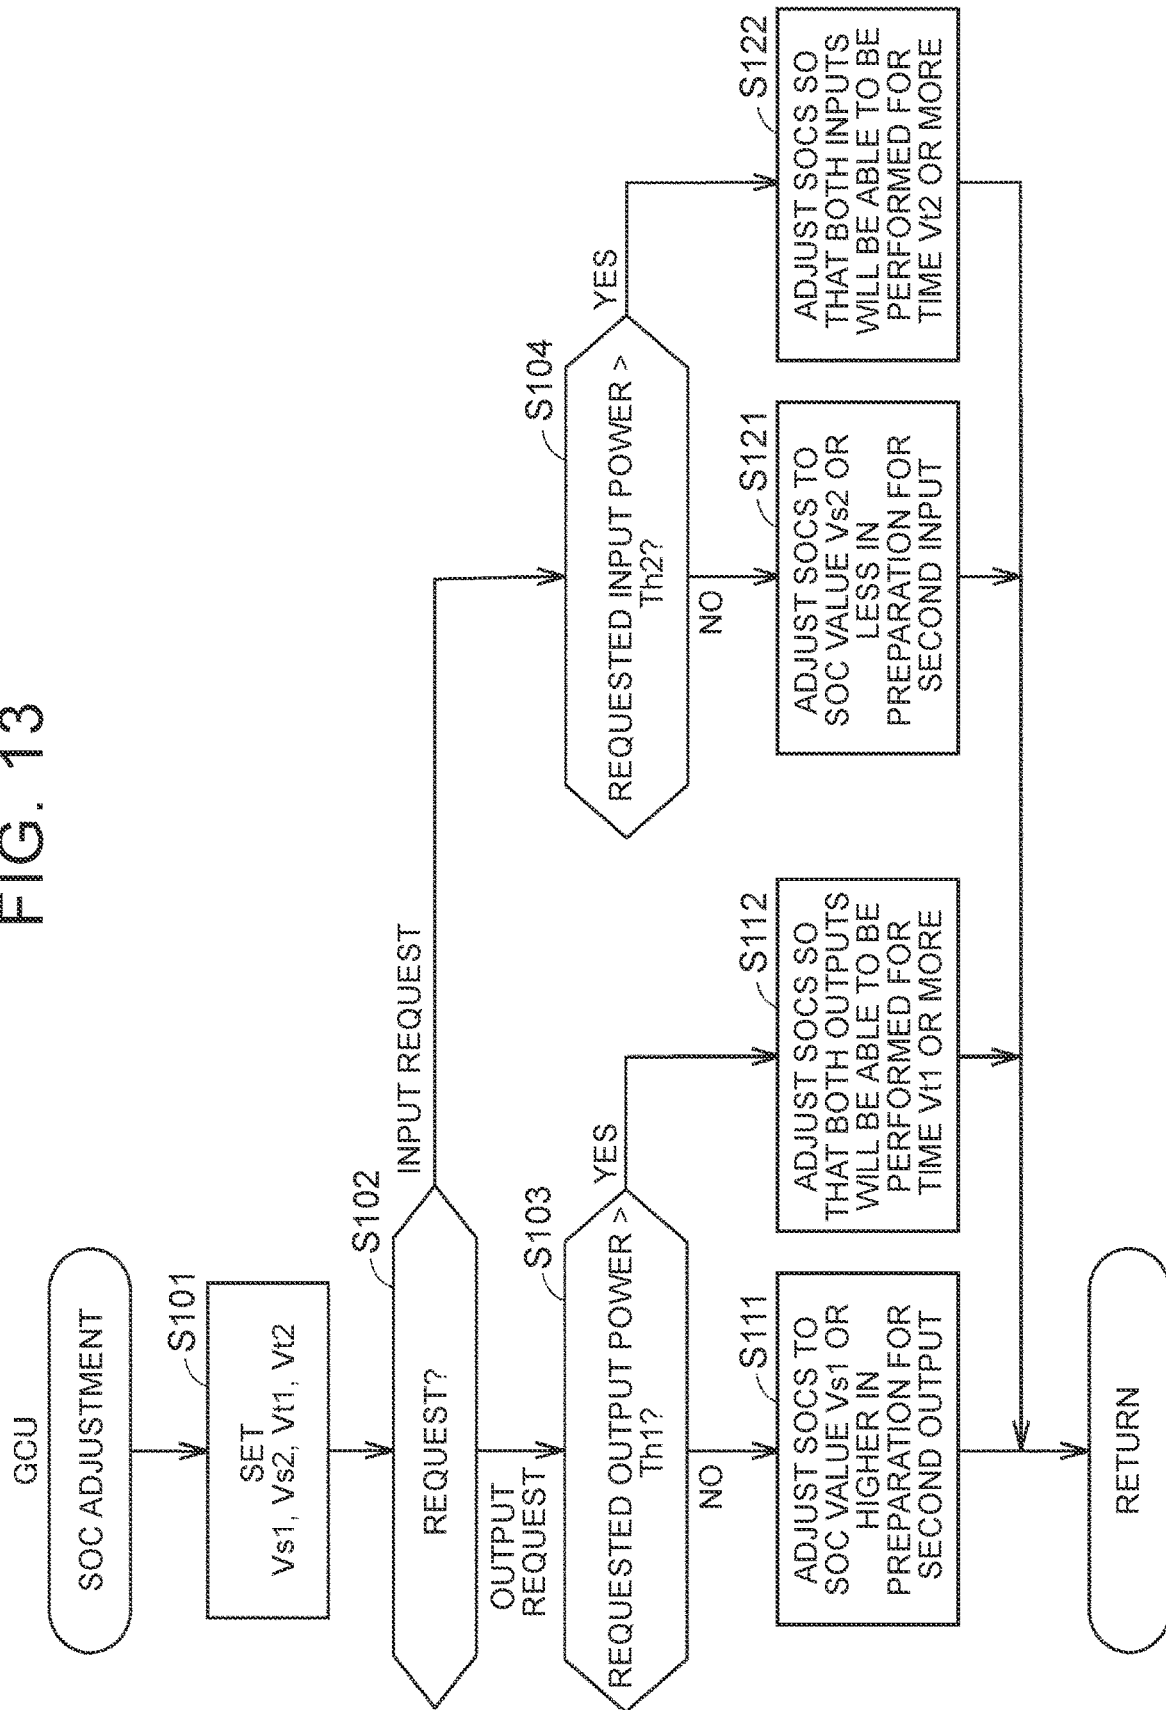 FIG. 13
GCU
SOC ADJUSTMENT
S101
SET
Vs1, Vs2, Vt1, Vt2
S102
REQUEST?
INPUT REQUEST
OUTPUT
REQUEST
S103
REQUESTED OUTPUT POWER >
Th1?
YES
NO
S104
REQUESTED INPUT POWER >
Th2?
YES
NO
S111
ADJUST SOCS TO
SOC VALUE Vs1 OR
HIGHER IN
PREPARATION FOR
SECOND OUTPUT
S112
ADJUST SOCS SO
THAT BOTH OUTPUTS
WILL BE ABLE TO BE
PERFORMED FOR
TIME Vt1 OR MORE
S121
ADJUST SOCS TO
SOC VALUE Vs2 OR
LESS IN
PREPARATION FOR
SECOND INPUT
S122
ADJUST SOCS SO
THAT BOTH INPUTS
WILL BE ABLE TO BE
PERFORMED FOR
TIME Vt2 OR MORE
RETURN